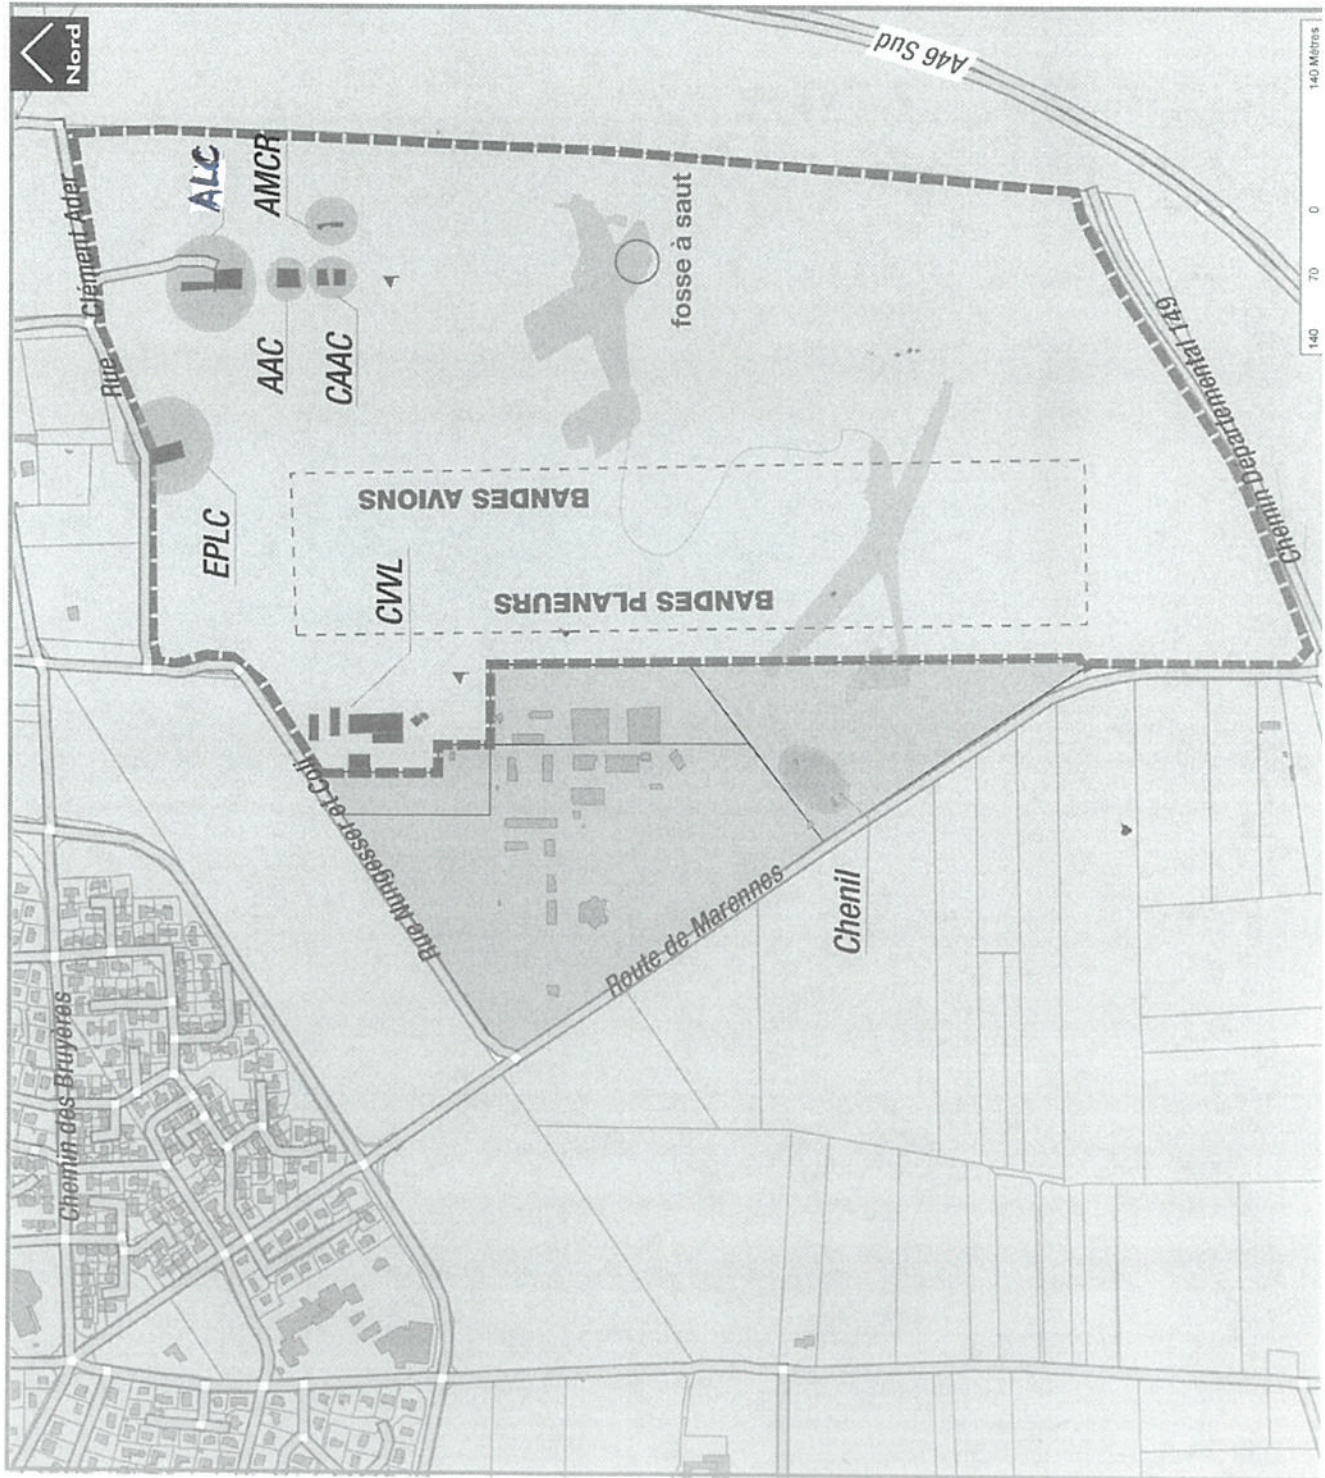 Nord
Chemin des Bruyères
Rue Nungesser et Coli
Rue Clément Ader
ALC
AMCR
AAC
CAAC
EPLC
CVVL
BANDES AVIONS
BANDES PLANEURS
fosse à saut
A46 Sud
Route de Marennes
Chenil
Chemin Départemental 149
140 70 0 140 Mètres